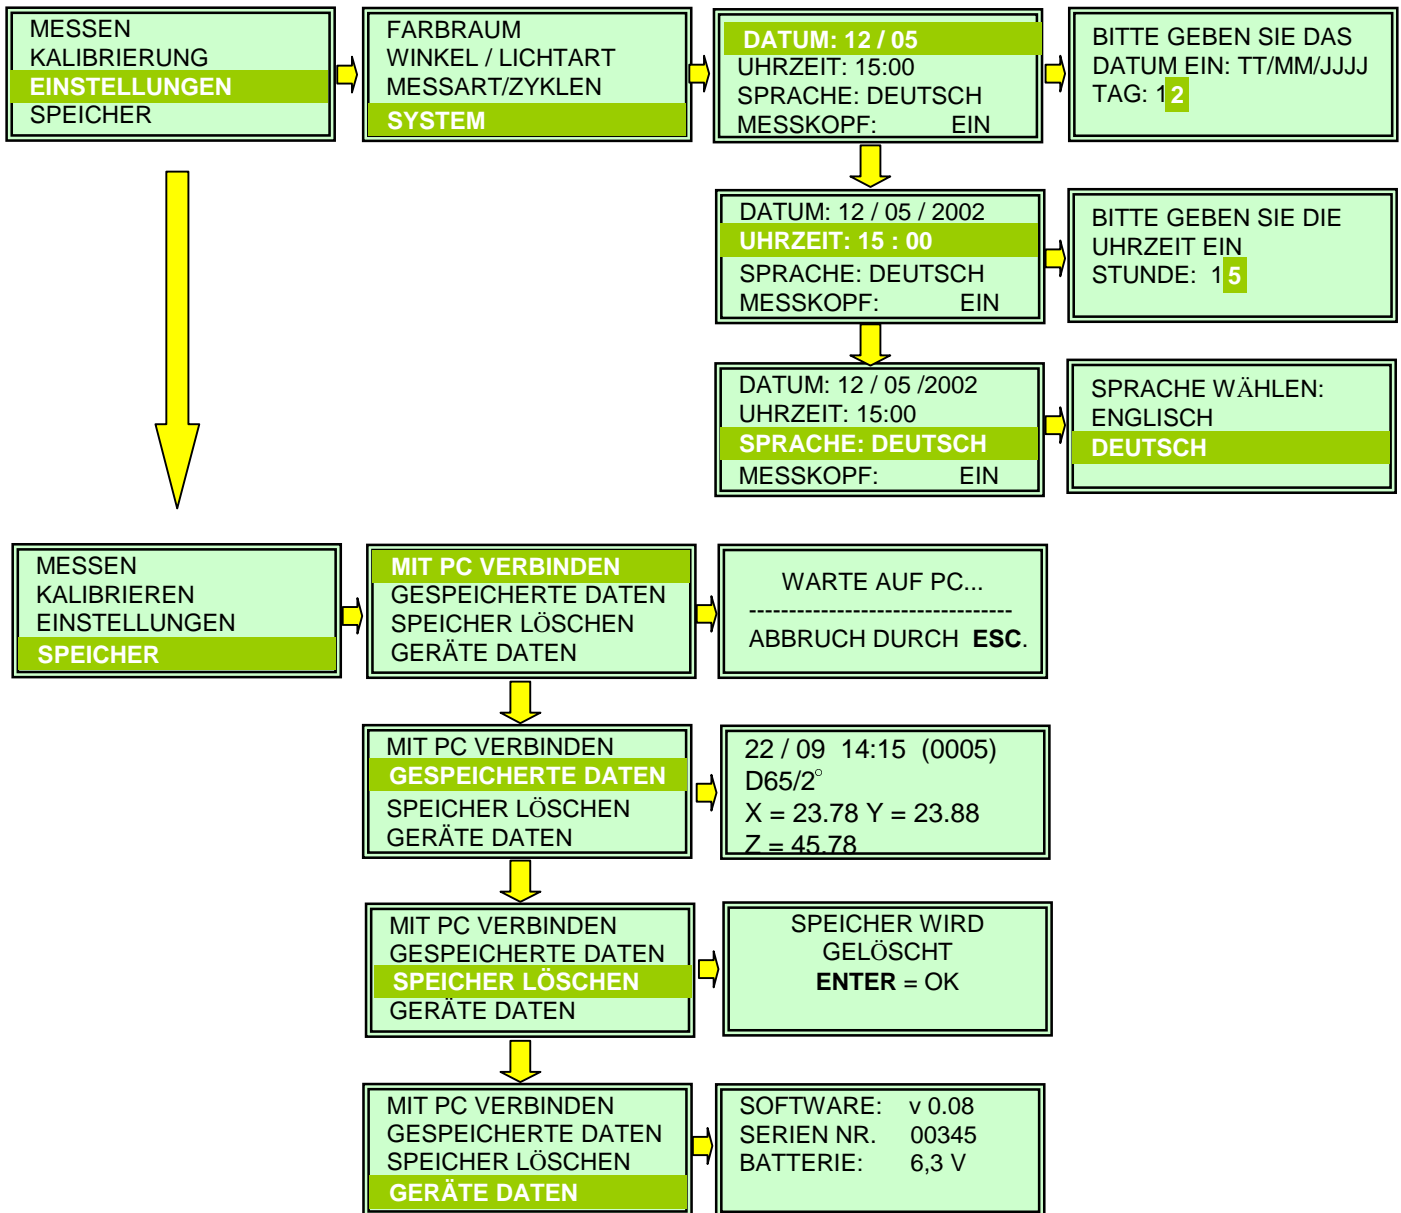 MESSEN
KALIBRIERUNG
EINSTELLUNGEN
SPEICHER
FARBRAUM
WINKEL / LICHTART
MESSART/ZYKLEN
SYSTEM
DATUM: 12 / 05
UHRZEIT: 15:00
SPRACHE: DEUTSCH
MESSKOPF: EIN
BITTE GEBEN SIE DAS
DATUM EIN: TT/MM/JJJJ
TAG: 12
DATUM: 12 / 05 / 2002
UHRZEIT: 15 : 00
SPRACHE: DEUTSCH
MESSKOPF: EIN
BITTE GEBEN SIE DIE
UHRZEIT EIN
STUNDE: 15
DATUM: 12 / 05 /2002
UHRZEIT: 15:00
SPRACHE: DEUTSCH
MESSKOPF: EIN
SPRACHE WÄHLEN:
ENGLISCH
DEUTSCH
MESSEN
KALIBRIEREN
EINSTELLUNGEN
SPEICHER
MIT PC VERBINDEN
GESPEICHERTE DATEN
SPEICHER LÖSCHEN
GERÄTE DATEN
WARTE AUF PC...
---------------------------------
ABBRUCH DURCH ESC.
MIT PC VERBINDEN
GESPEICHERTE DATEN
SPEICHER LÖSCHEN
GERÄTE DATEN
22 / 09 14:15 (0005)
D65/2°
X = 23.78 Y = 23.88
Z = 45.78
MIT PC VERBINDEN
GESPEICHERTE DATEN
SPEICHER LÖSCHEN
GERÄTE DATEN
SPEICHER WIRD
GELÖSCHT
ENTER = OK
MIT PC VERBINDEN
GESPEICHERTE DATEN
SPEICHER LÖSCHEN
GERÄTE DATEN
SOFTWARE: v 0.08
SERIEN NR. 00345
BATTERIE: 6,3 V